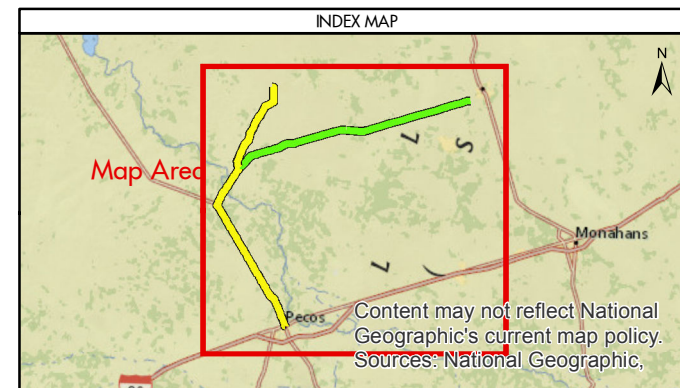 INDEX MAP
N
Map Area
L
S
Monahans
L
Pecos
Content may not reflect National
Geographic's current map policy.
Sources: National Geographic,